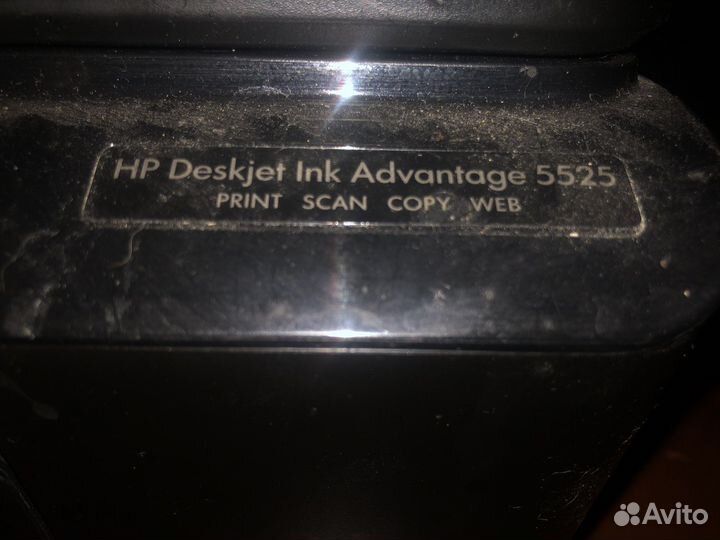 HP Deskjet Ink Advantage 5525
PRINT SCAN COPY WEB
Avito